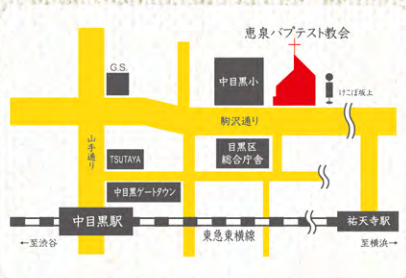 恵泉バプテスト教会
G.S.
中目黒小
けこぼ坂上
駒沢通り
山手通り
TSUTAYA
目黒区
総合庁舎
中目黒ゲートタウン
中目黒駅
祐天寺駅
東急東横線
←至渋谷
至横浜→